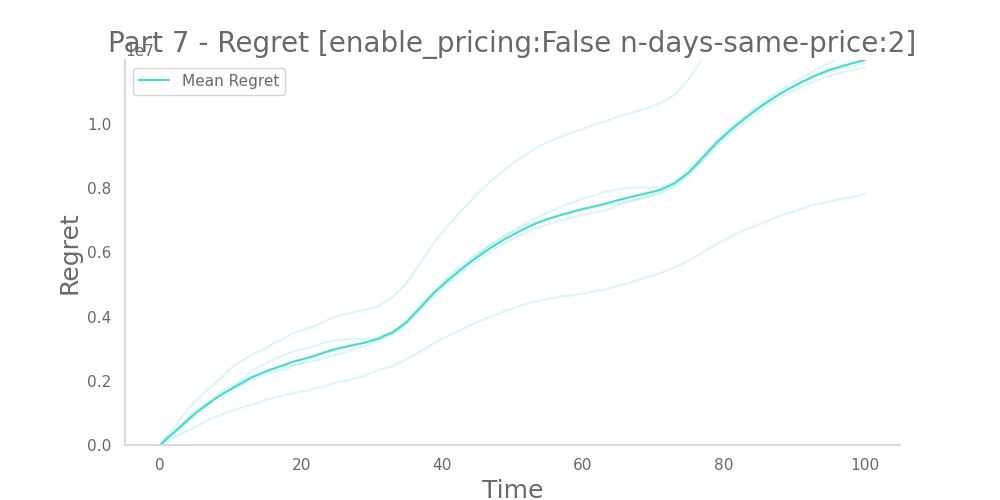 Part 7 - Regret [enable_pricing:False n-days-same-price:2]
1e7
Mean Regret
1.0
0.8
0.6
0.4
0.2
0.0
Regret
0 20 40 60 80 100
Time